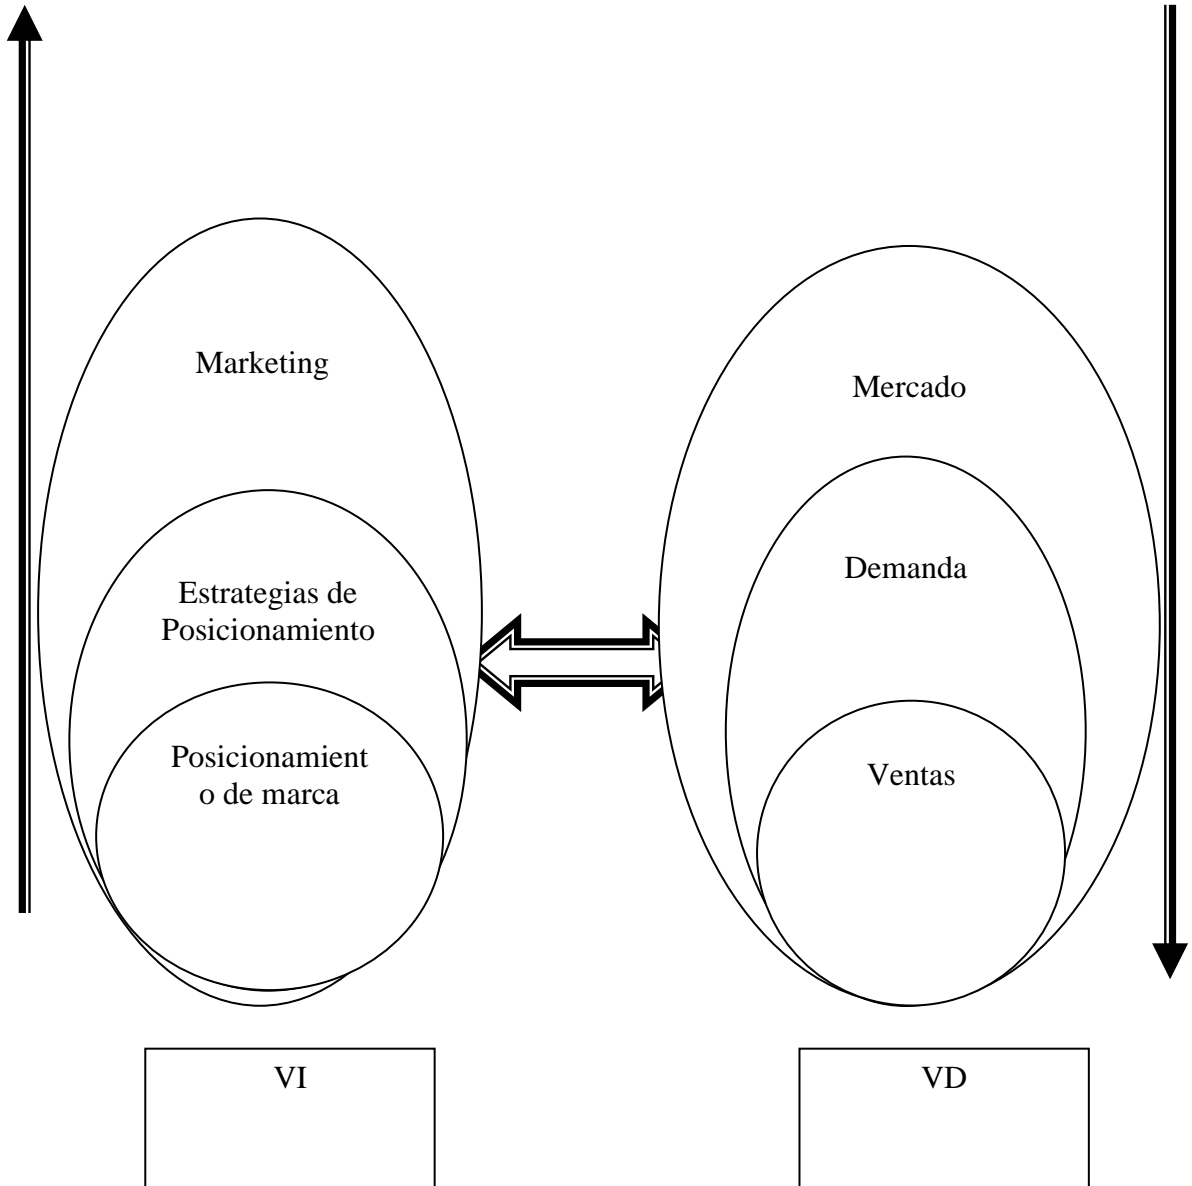 Marketing
Estrategias de
Posicionamiento
Posicionamient
o de marca
Mercado
Demanda
Ventas
VI
VD